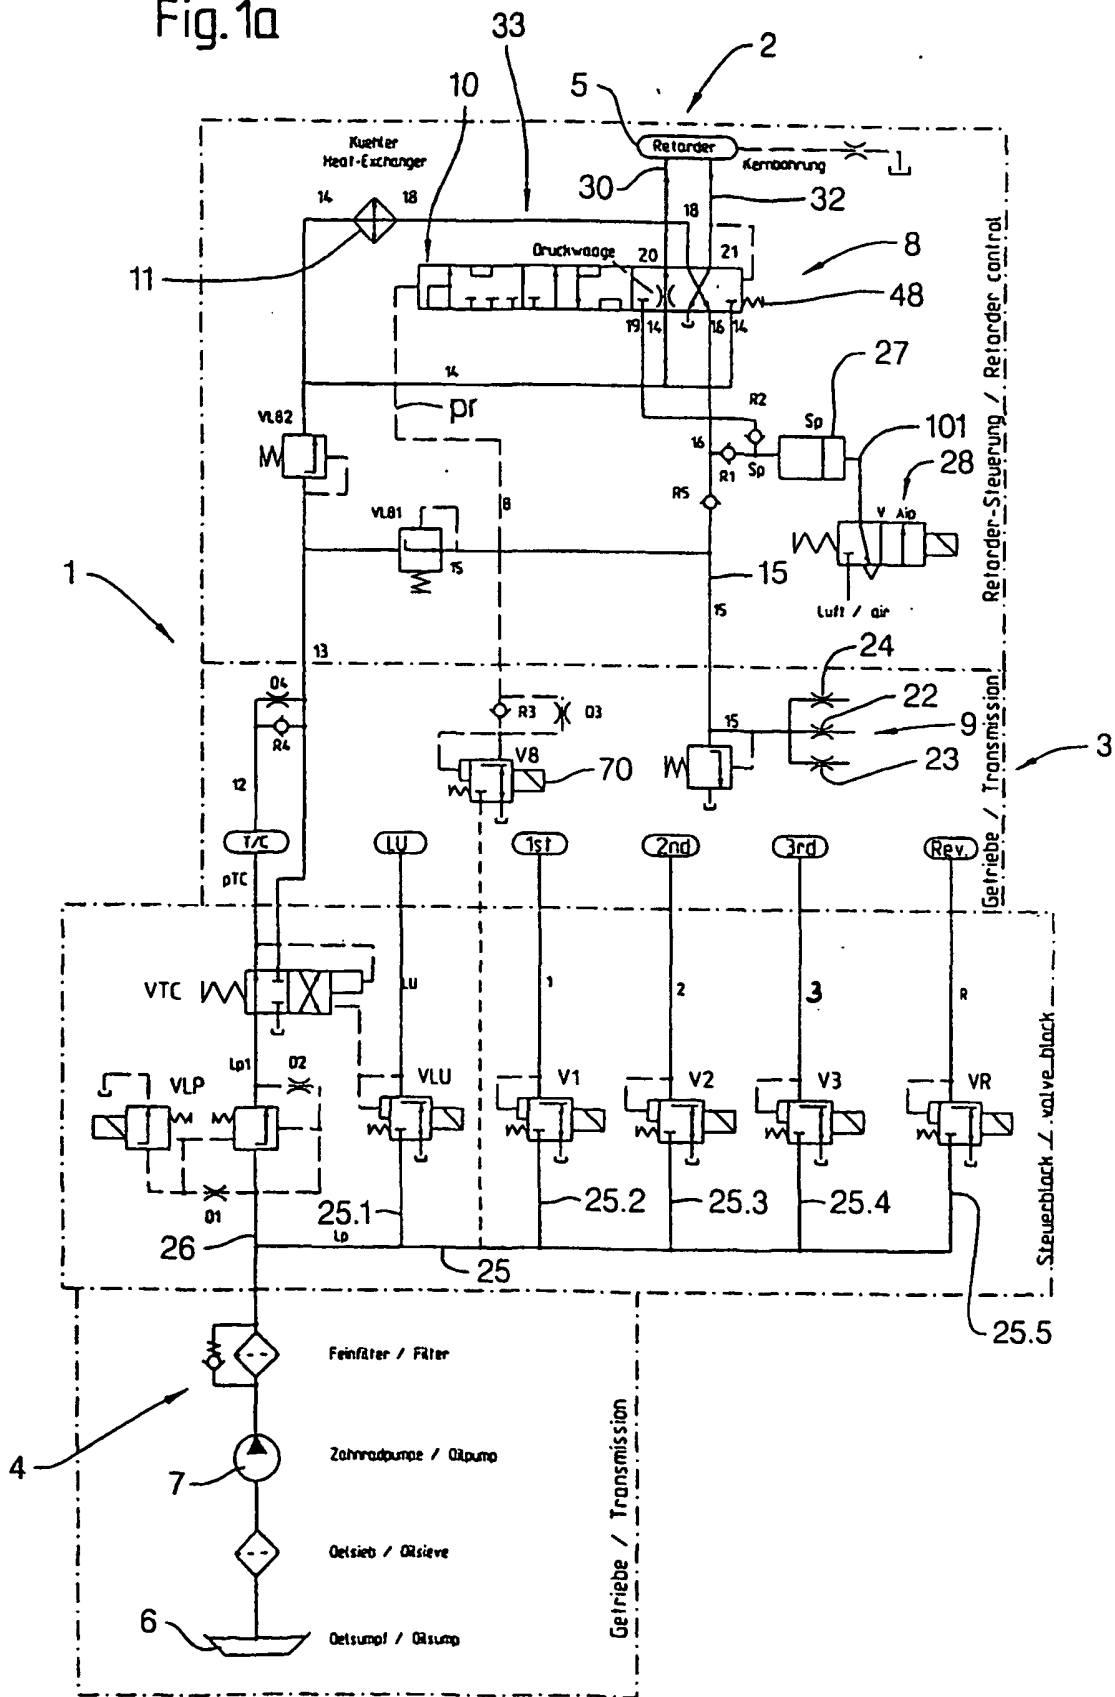 Fig. 1a
33
2
10
5
Kuehler
Heat-Exchanger
Retarder
Kernbohrung
30
32
14
18
18
11
Druckwaage
20
21
8
48
19
14
16
14
14
pr
27
R2
Sp
101
VLB2
16
R1
Sp
28
R5
8
V
VLB1
15
1
15
15
Luft / air
Retarder-Steuerung / Retarder control
13
24
D4
R3
D3
15
22
9
R4
V8
70
23
3
12
Getriebe / Transmission
T/C
LU
1st
2nd
3rd
Rev.
pTC
VTC
LU
1
2
3
R
Lp1
D2
VLP
VLU
V1
V2
V3
VR
D1
25.1
25.2
25.3
25.4
26
Lp
25
Steuerblock / valve block
25.5
Feinfilter / Filter
4
7
Zahnradpumpe / Oilpump
Oelsieb / Oilsieve
6
Oelsumpf / Oilsump
Getriebe / Transmission